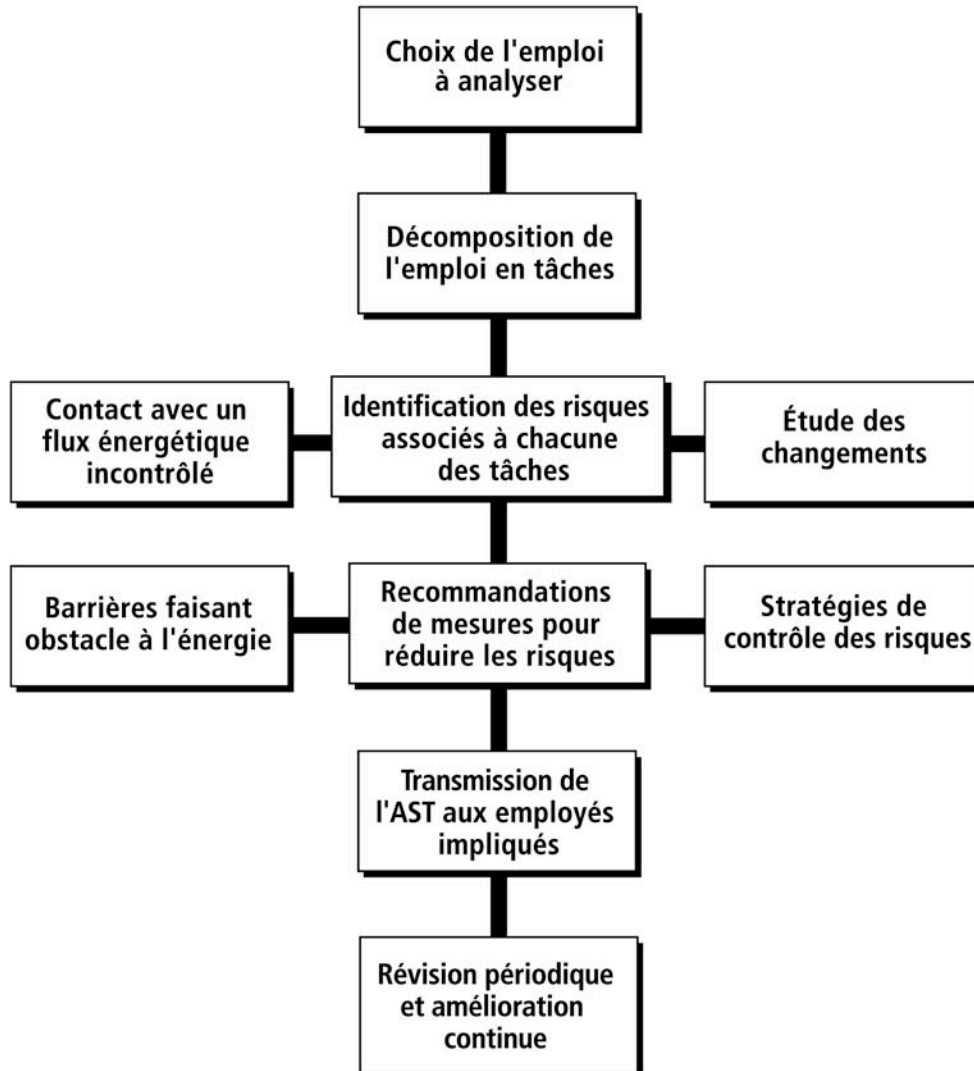 Choix de l'emploi
à analyser
Décomposition de
l'emploi en tâches
Contact avec un
flux énergétique
incontrôlé
Identification des risques
associés à chacune
des tâches
Étude des
changements
Barrières faisant
obstacle à l'énergie
Recommandations
de mesures pour
réduire les risques
Stratégies de
contrôle des risques
Transmission de
l'AST aux employés
impliqués
Révision périodique
et amélioration
continue